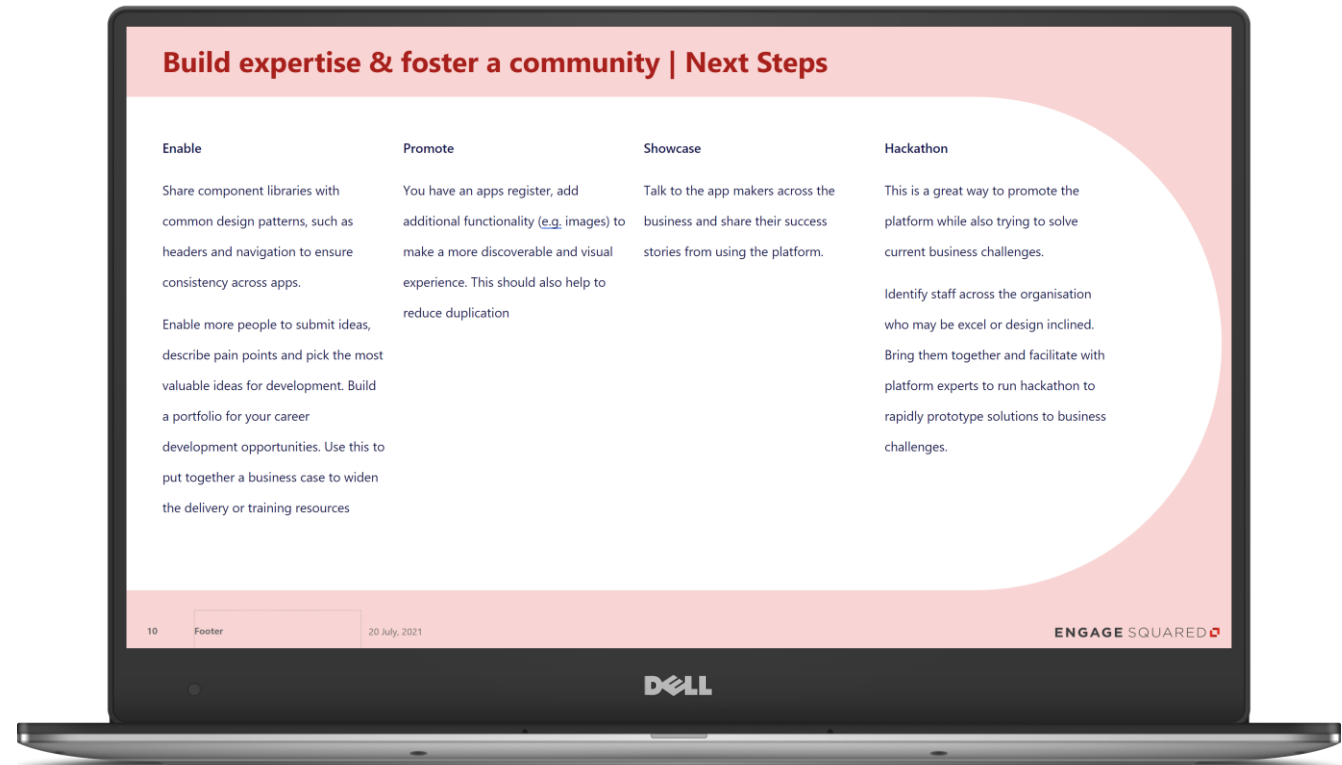 Build expertise & foster a community | Next Steps
Enable
Share component libraries with
common design patterns, such as
headers and navigation to ensure
consistency across apps.
Enable more people to submit ideas,
describe pain points and pick the most
valuable ideas for development. Build
a portfolio for your career
development opportunities. Use this to
put together a business case to widen
the delivery or training resources
Promote
You have an apps register, add
additional functionality (e.g. images) to
make a more discoverable and visual
experience. This should also help to
reduce duplication
Showcase
Talk to the app makers across the
business and share their success
stories from using the platform.
Hackathon
This is a great way to promote the
platform while also trying to solve
current business challenges.
Identify staff across the organisation
who may be excel or design inclined.
Bring them together and facilitate with
platform experts to run hackathon to
rapidly prototype solutions to business
challenges.
10 Footer 20 July, 2021 ENGAGE SQUARED
DELL